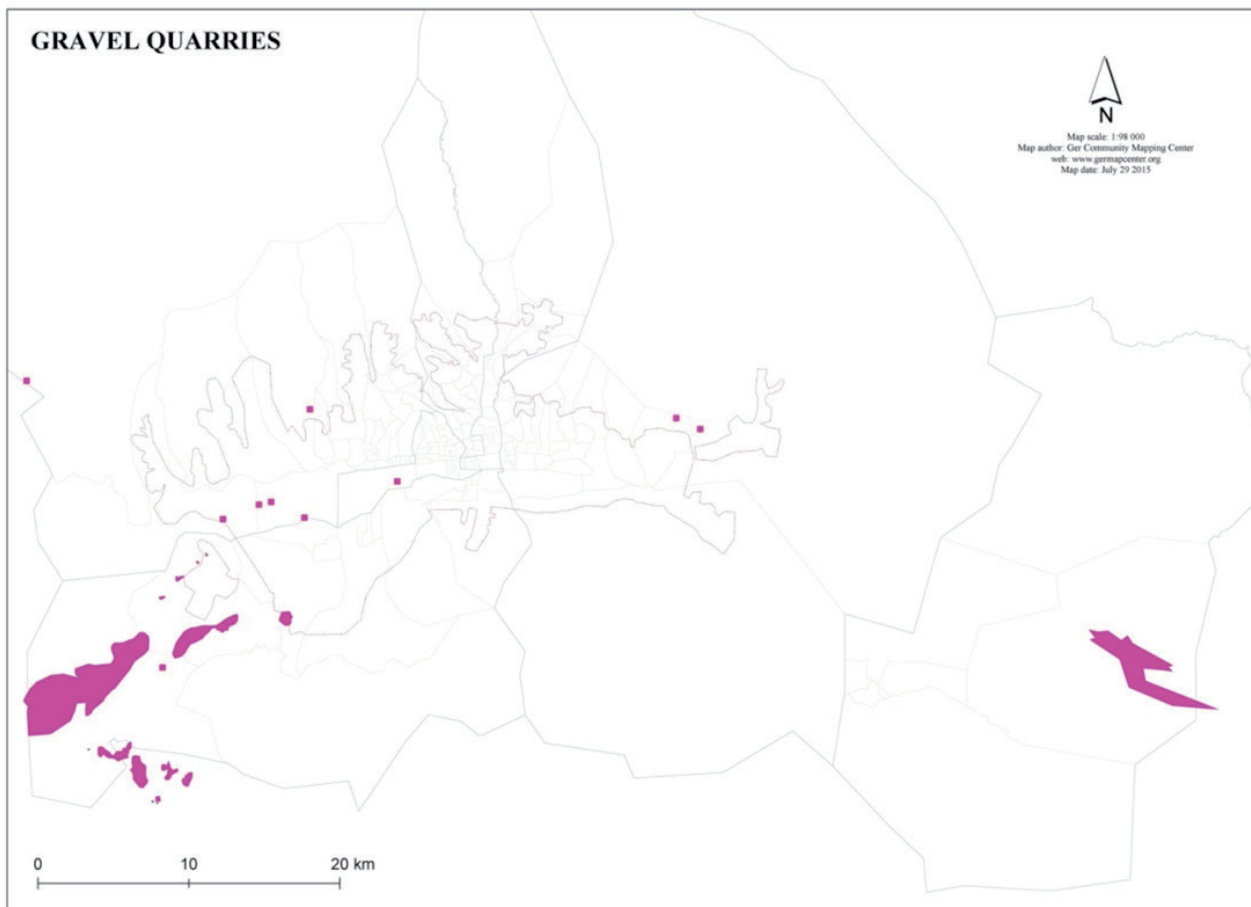 GRAVEL QUARRIES
N
Map scale: 1:98 000
Map author: Ger Community Mapping Center
web: www.germapcenter.org
Map date: July 29 2015
0 10 20 km